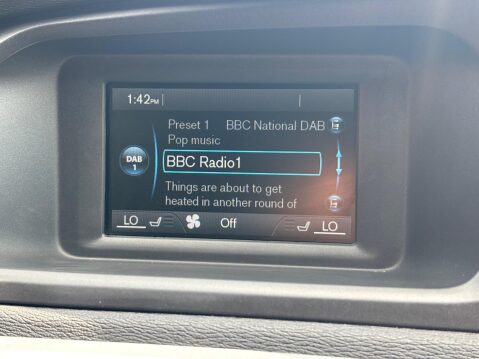 1:42PM
Preset 1 BBC National DAB
Pop music
DAB
1
BBC Radio1
Things are about to get
heated in another round of
LO Off LO